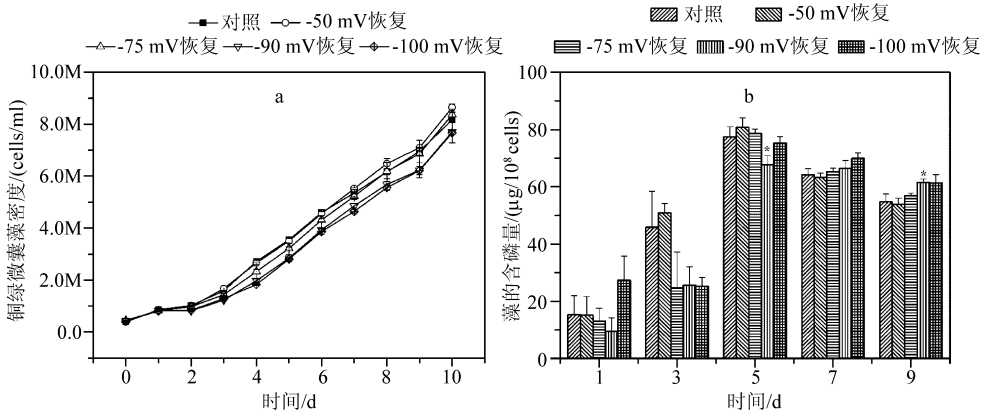 对照 -50 mV恢复
-75 mV恢复 -90 mV恢复 -100 mV恢复
a
铜绿微囊藻密度/(cells/ml)
10.0M
8.0M
6.0M
4.0M
2.0M
0.0
0 2 4 6 8 10
时间/d
对照 -50 mV恢复
-75 mV恢复 -90 mV恢复 -100 mV恢复
b
藻的含磷量/(μg/10⁸ cells)
100
80
60
40
20
0
*
*
1 3 5 7 9
时间/d